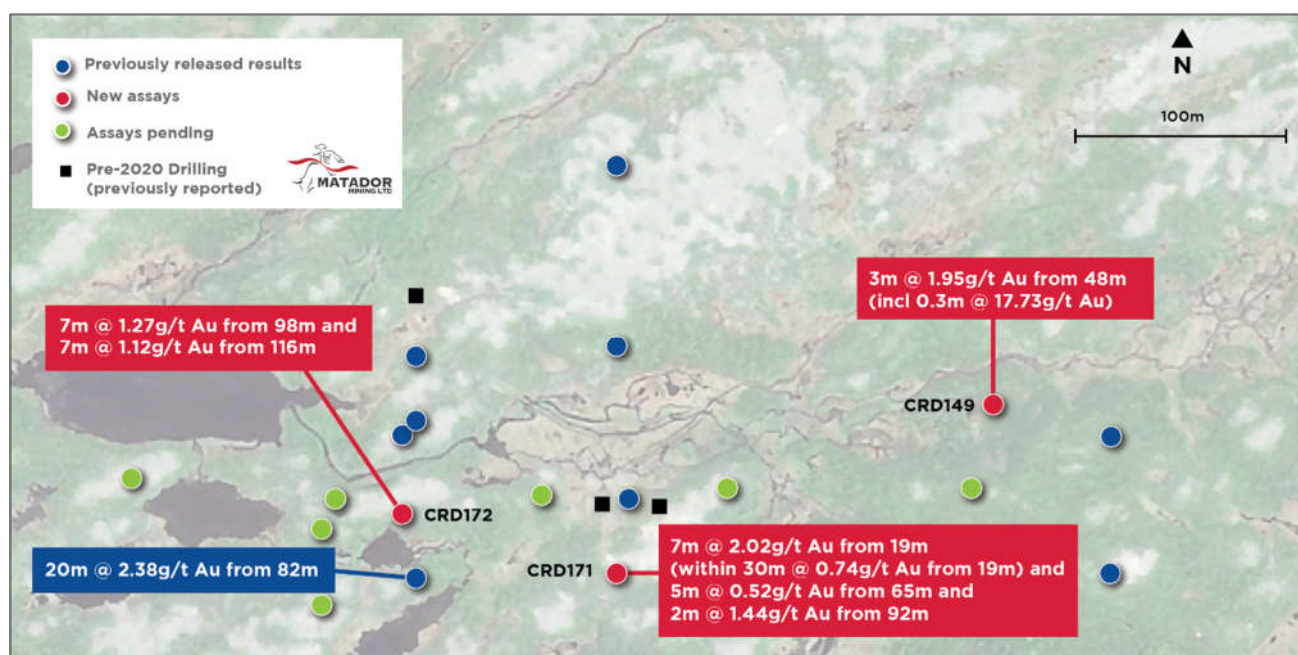 Previously released results
New assays
Assays pending
Pre-2020 Drilling
(previously reported)
MATADOR
MINING LTD
N
100m
3m @ 1.95g/t Au from 48m
(incl 0.3m @ 17.73g/t Au)
7m @ 1.27g/t Au from 98m and
7m @ 1.12g/t Au from 116m
CRD149
CRD172
20m @ 2.38g/t Au from 82m
CRD171
7m @ 2.02g/t Au from 19m
(within 30m @ 0.74g/t Au from 19m) and
5m @ 0.52g/t Au from 65m and
2m @ 1.44g/t Au from 92m